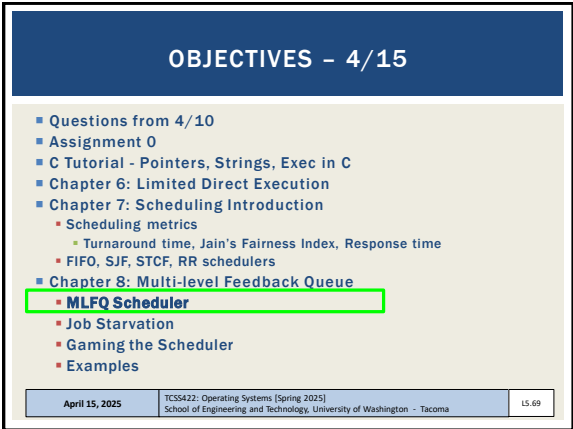 OBJECTIVES – 4/15
Questions from 4/10
Assignment 0
C Tutorial - Pointers, Strings, Exec in C
Chapter 6: Limited Direct Execution
Chapter 7: Scheduling Introduction
Scheduling metrics
Turnaround time, Jain's Fairness Index, Response time
FIFO, SJF, STCF, RR schedulers
Chapter 8: Multi-level Feedback Queue
MLFQ Scheduler
Job Starvation
Gaming the Scheduler
Examples
April 15, 2025
TCSS422: Operating Systems [Spring 2025]
School of Engineering and Technology, University of Washington - Tacoma
L5.69